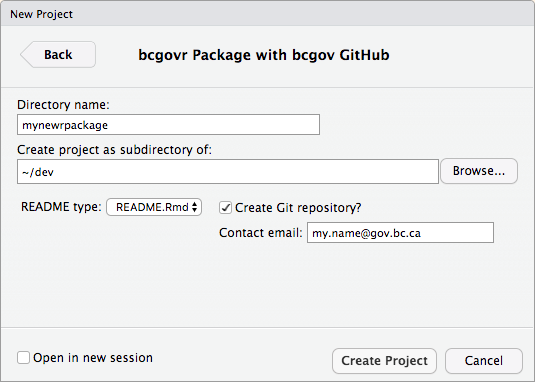 New Project
Back
bcgovr Package with bcgov GitHub
Directory name:
mynewrpackage
Create project as subdirectory of:
~/dev
Browse...
README type: README.Rmd
Create Git repository?
Contact email: my.name@gov.bc.ca
Open in new session
Create Project
Cancel